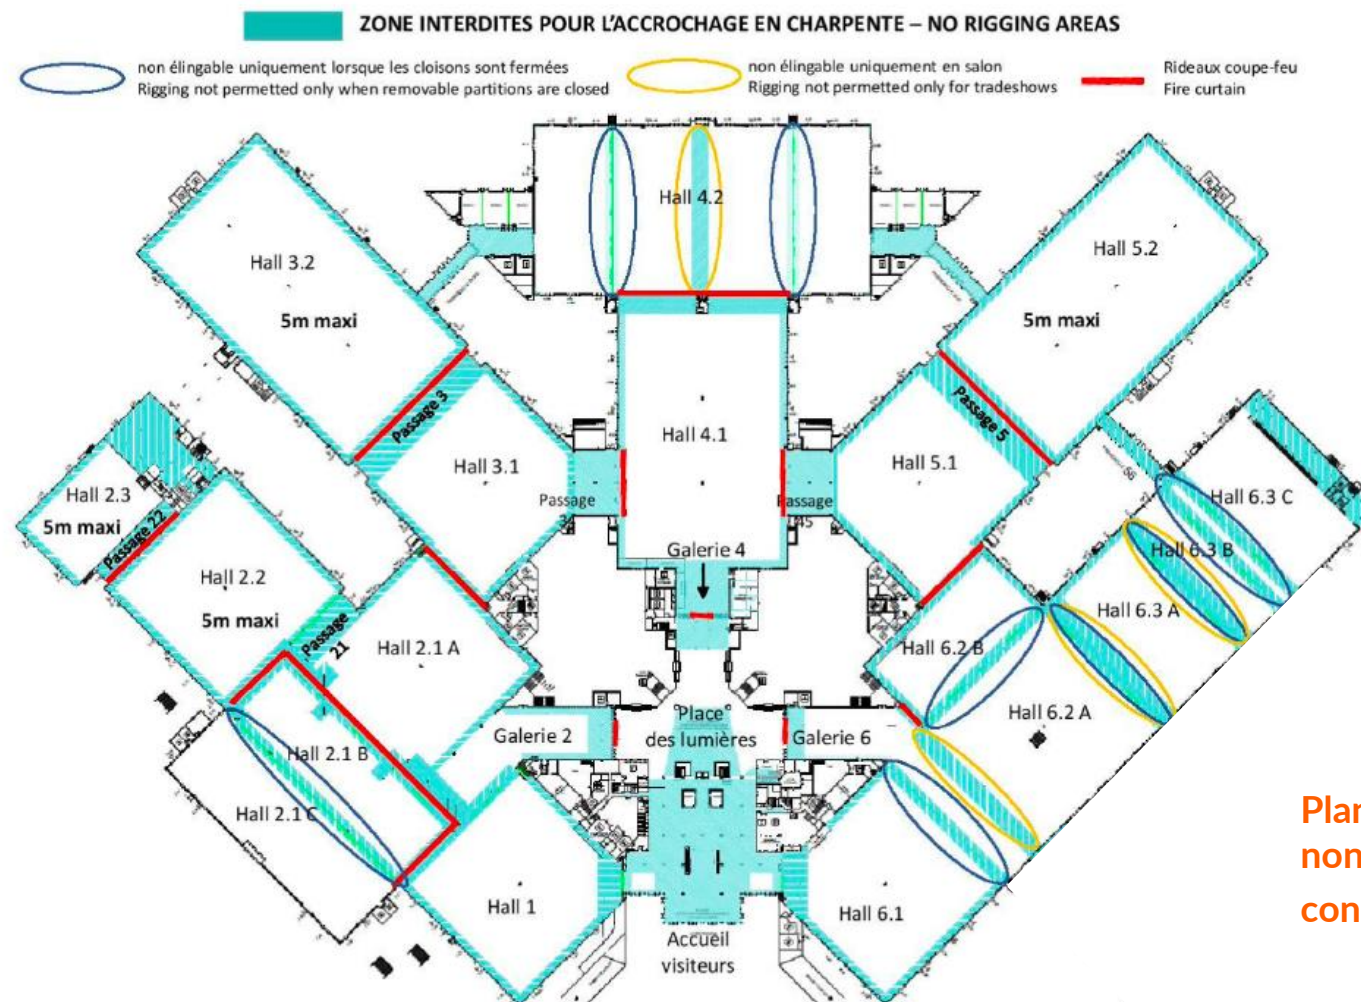 ZONE INTERDITES POUR L'ACCROCHAGE EN CHARPENTE – NO RIGGING AREAS
non élingable uniquement lorsque les cloisons sont fermées
Rigging not permetted only when removable partitions are closed
non élingable uniquement en salon
Rigging not permetted only for tradeshows
Rideaux coupe-feu
Fire curtain
Hall 4.2
Hall 3.2
5m maxi
Hall 5.2
5m maxi
Passage 3
Passage 5
Hall 4.1
Hall 3.1
Hall 5.1
Passage
Passage
45
Hall 2.3
5m maxi
Passage 22
Hall 6.3 C
Hall 6.3 B
Hall 6.3 A
Galerie 4
Hall 2.2
5m maxi
Passage
21
Hall 2.1 A
Hall 6.2 B
Hall 6.2 A
Place
des lumières
Galerie 2
Galerie 6
Hall 2.1 B
Hall 2.1 C
Hall 1
Hall 6.1
Accueil
visiteurs
Plan
non
con